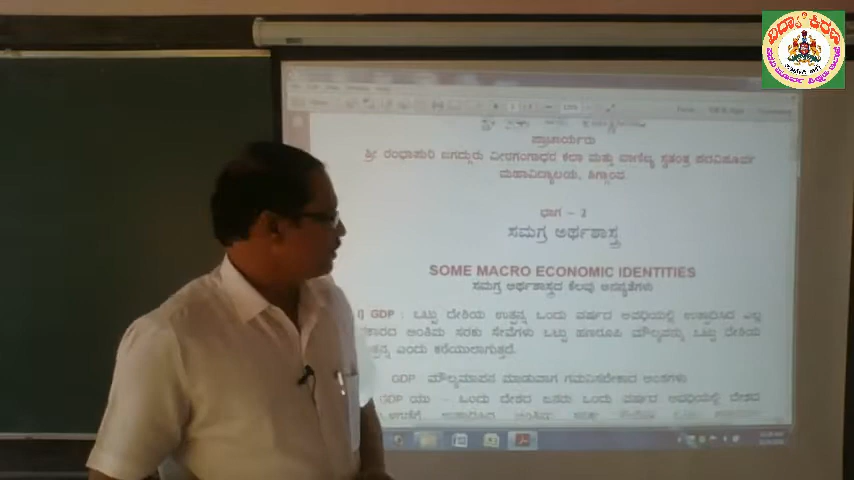 ವಿದ್ಯಾ ಕಿರಣ
ಪ್ರಾಚಾರ್ಯರು
ಶ್ರೀ ರಂಭಾಪುರಿ ಜಗದ್ಗುರು ವೀರಗಂಗಾಧರ ಕಲಾ ಮತ್ತು ವಾಣಿಜ್ಯ ಸ್ವತಂತ್ರ ಪದವಿಪೂರ್ವ
ಮಹಾವಿದ್ಯಾಲಯ, ಶಿಗ್ಗಾಂವ
ಭಾಗ – 2
ಸಮಗ್ರ ಅರ್ಥಶಾಸ್ತ್ರ
SOME MACRO ECONOMIC IDENTITIES
ಸಮಗ್ರ ಅರ್ಥಶಾಸ್ತ್ರದ ಕೆಲವು ಅನನ್ಯತೆಗಳು
GDP : ಒಟ್ಟು ದೇಶಿಯ ಉತ್ಪನ್ನ ಒಂದು ವರ್ಷದ ಅವಧಿಯಲ್ಲಿ ಉತ್ಪಾದಿಸಿದ ಎಲ್ಲ
ಅಂತಿಮ ಸರಕು ಸೇವೆಗಳು ಒಟ್ಟು ಹಣರೂಪಿ ಮೌಲ್ಯವನ್ನು ಒಟ್ಟು ದೇಶಿಯ
ಎಂದು ಕರೆಯಲಾಗುತ್ತದೆ.
GDP ಮೌಲ್ಯಮಾಪನ ಮಾಡುವಾಗ ಗಮನಿಸಬೇಕಾದ ಅಂಶಗಳು
GDP ಯು – ಒಂದು ದೇಶದ ಜನರು ಒಂದು ವರ್ಷದ ಅವಧಿಯಲ್ಲಿ ದೇಶದ